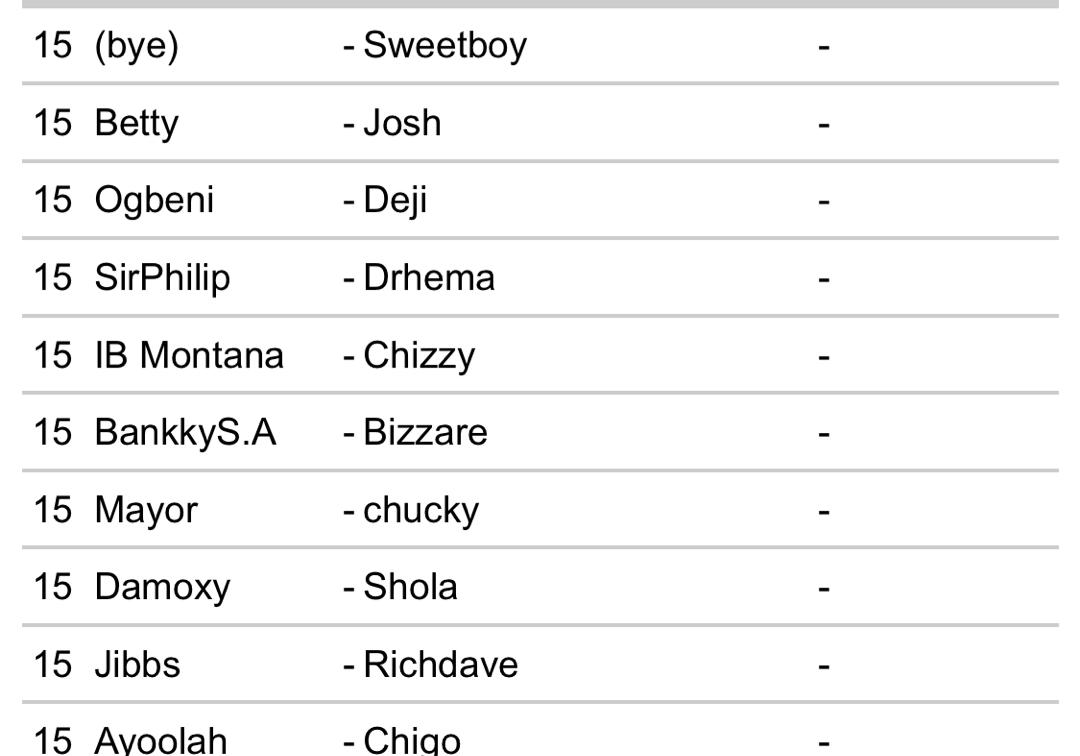 15 (bye) - Sweetboy -
15 Betty - Josh -
15 Ogbeni - Deji -
15 SirPhilip - Drhema -
15 IB Montana - Chizzy -
15 BankkyS.A - Bizzare -
15 Mayor - chucky -
15 Damoxy - Shola -
15 Jibbs - Richdave -
15 Ayoolah - Chigo -